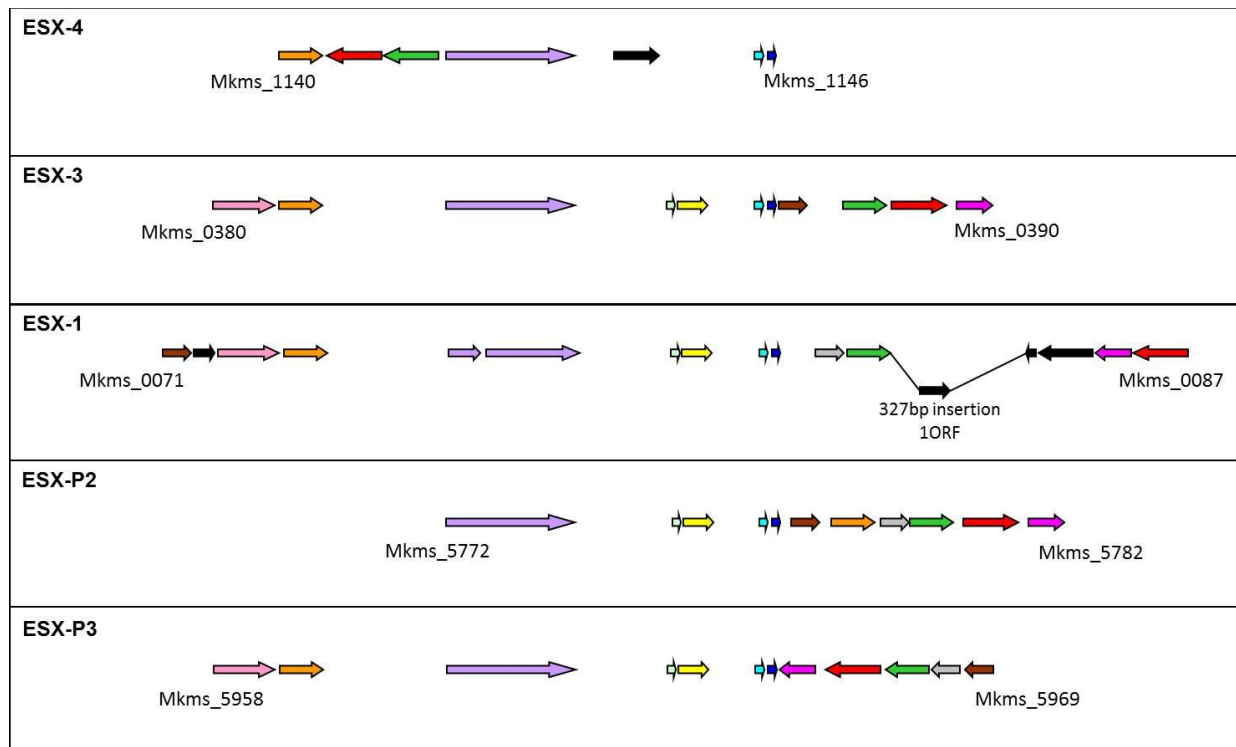 ESX-4
Mkms_1140
Mkms_1146
ESX-3
Mkms_0380
Mkms_0390
ESX-1
Mkms_0071
Mkms_0087
327bp insertion
1ORF
ESX-P2
Mkms_5772
Mkms_5782
ESX-P3
Mkms_5958
Mkms_5969